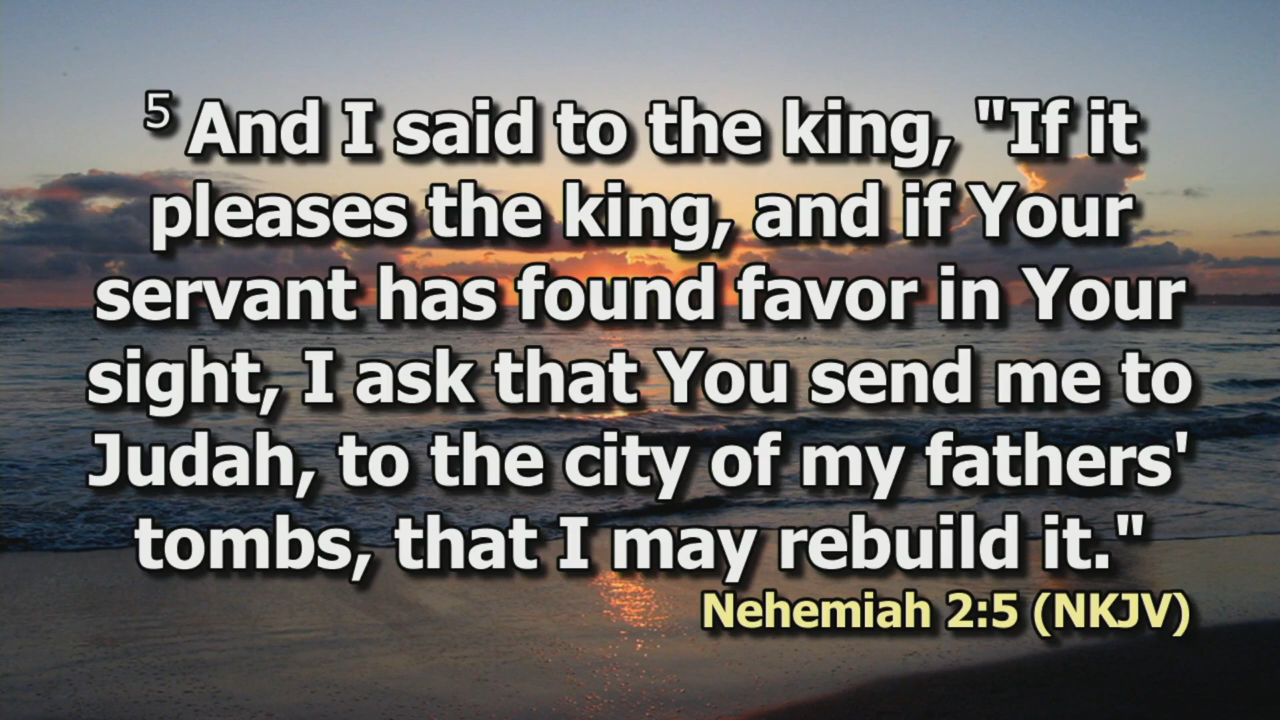 5 And I said to the king, "If it
pleases the king, and if Your
servant has found favor in Your
sight, I ask that You send me to
Judah, to the city of my fathers'
tombs, that I may rebuild it."
Nehemiah 2:5 (NKJV)